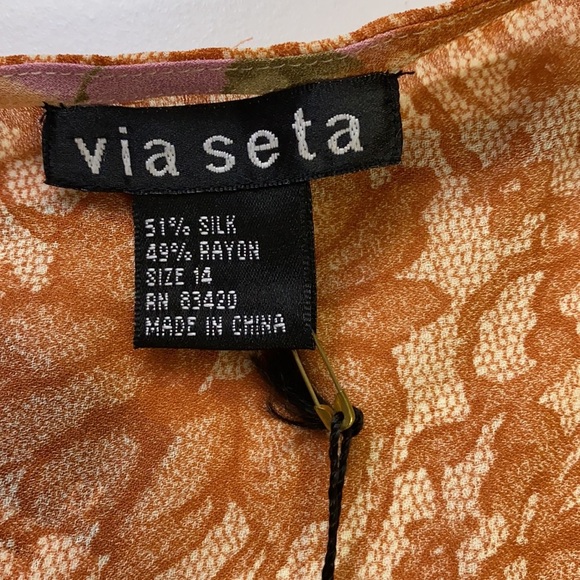 via seta
51% SILK
49% RAYON
SIZE 14
RN 83420
MADE IN CHINA